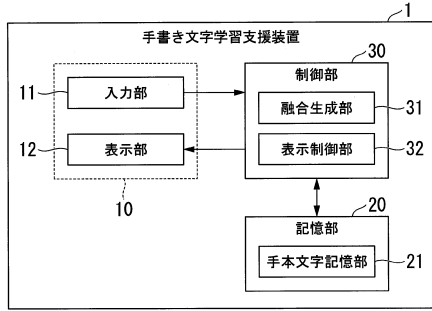 1
手書き文字学習支援装置
30
制御部
11
入力部
融合生成部
31
12
表示部
表示制御部
32
10
20
記憶部
手本文字記憶部
21